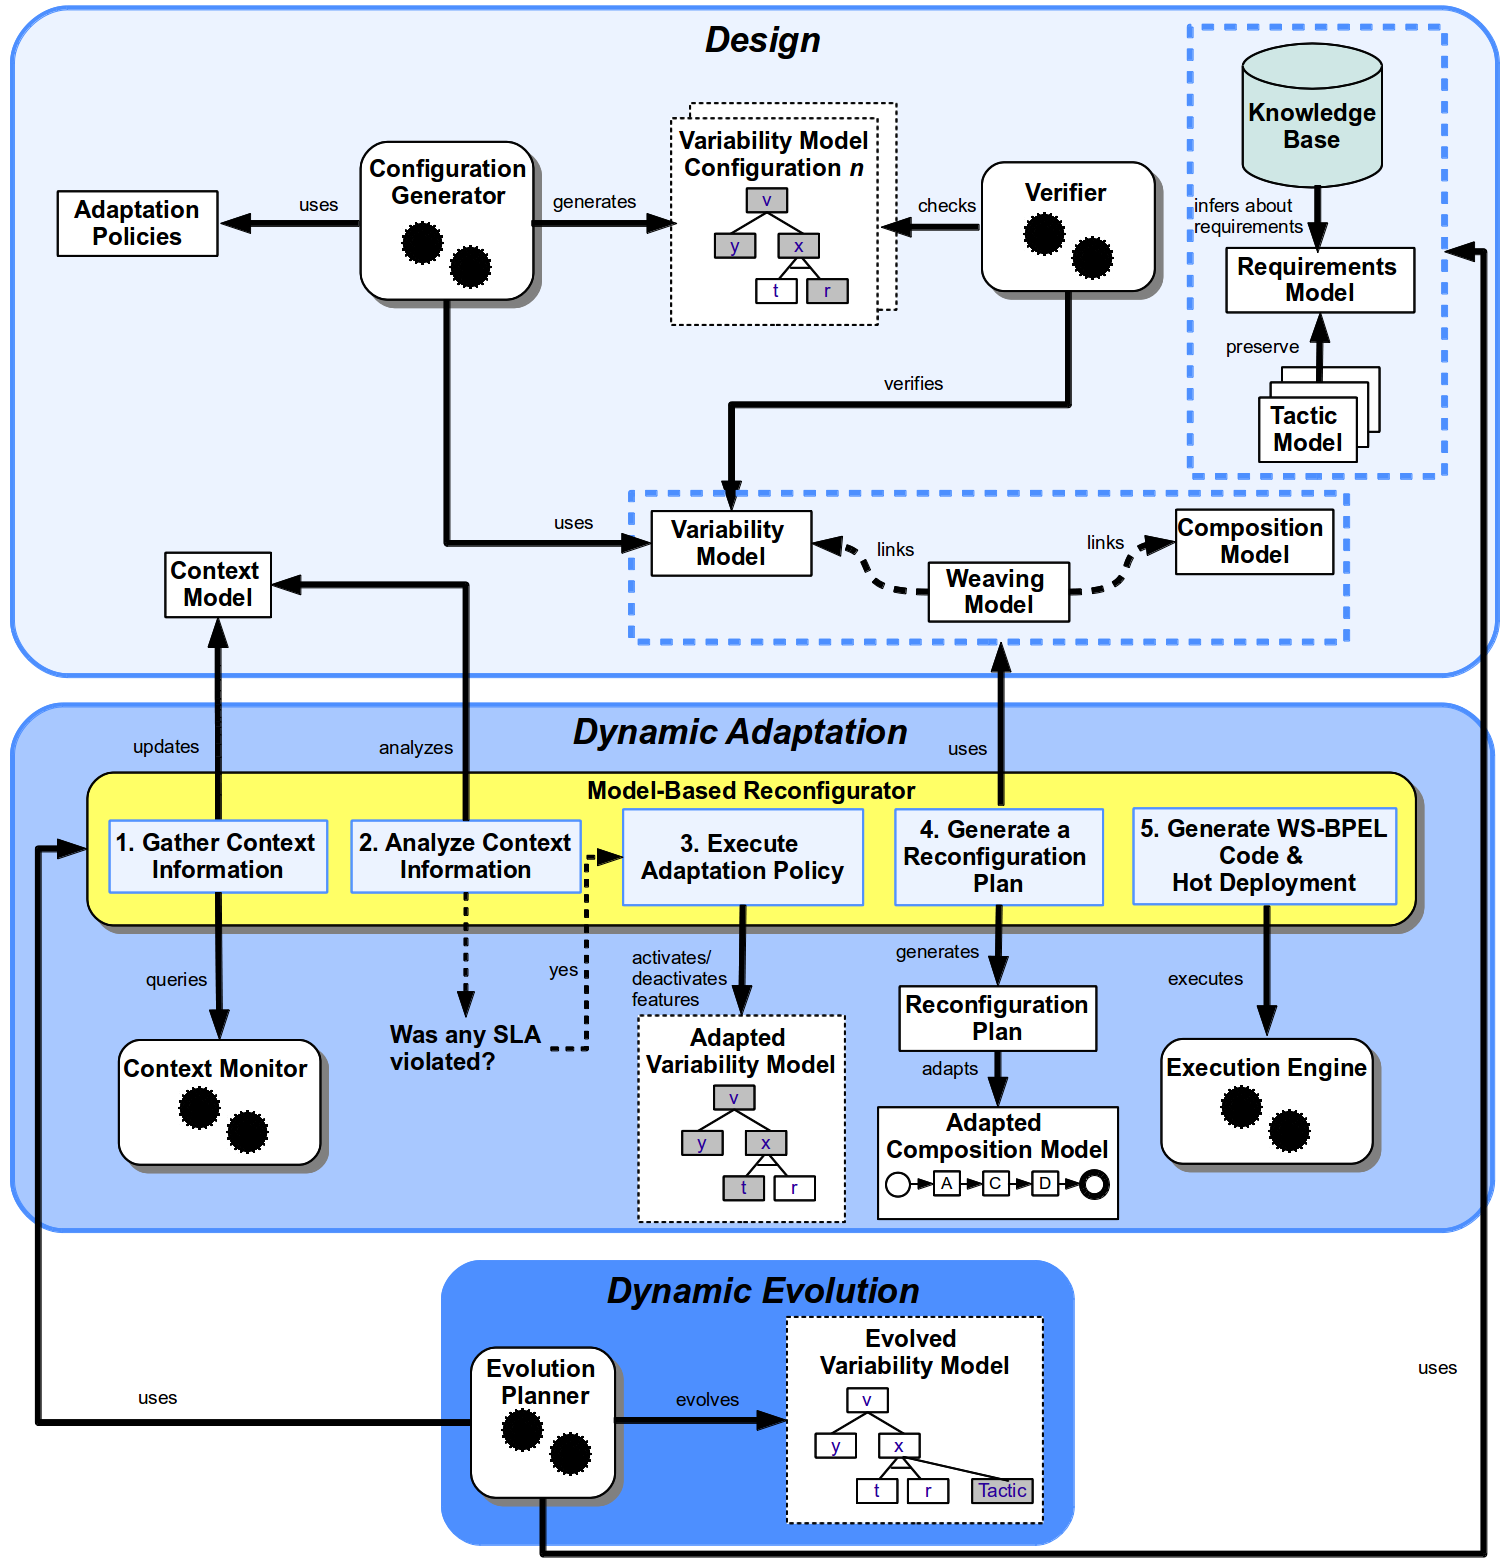 Design
Knowledge
Base
infers about
requirements
Requirements
Model
preserve
Tactic
Model
Variability Model
Configuration n
v
y
x
t
r
Configuration
Generator
generates
uses
Adaptation
Policies
checks
Verifier
verifies
uses
Variability
Model
links
Weaving
Model
links
Composition
Model
Context
Model
Dynamic Adaptation
updates
analyzes
uses
Model-Based Reconfigurator
1. Gather Context
Information
2. Analyze Context
Information
3. Execute
Adaptation Policy
4. Generate a
Reconfiguration
Plan
5. Generate WS-BPEL
Code &
Hot Deployment
queries
Context Monitor
Was any SLA
violated?
yes
activates/
deactivates
features
Adapted
Variability Model
v
y
x
t
r
generates
Reconfiguration
Plan
adapts
Adapted
Composition Model
A
C
D
executes
Execution Engine
Dynamic Evolution
uses
Evolution
Planner
evolves
Evolved
Variability Model
v
y
x
t
r
Tactic
uses